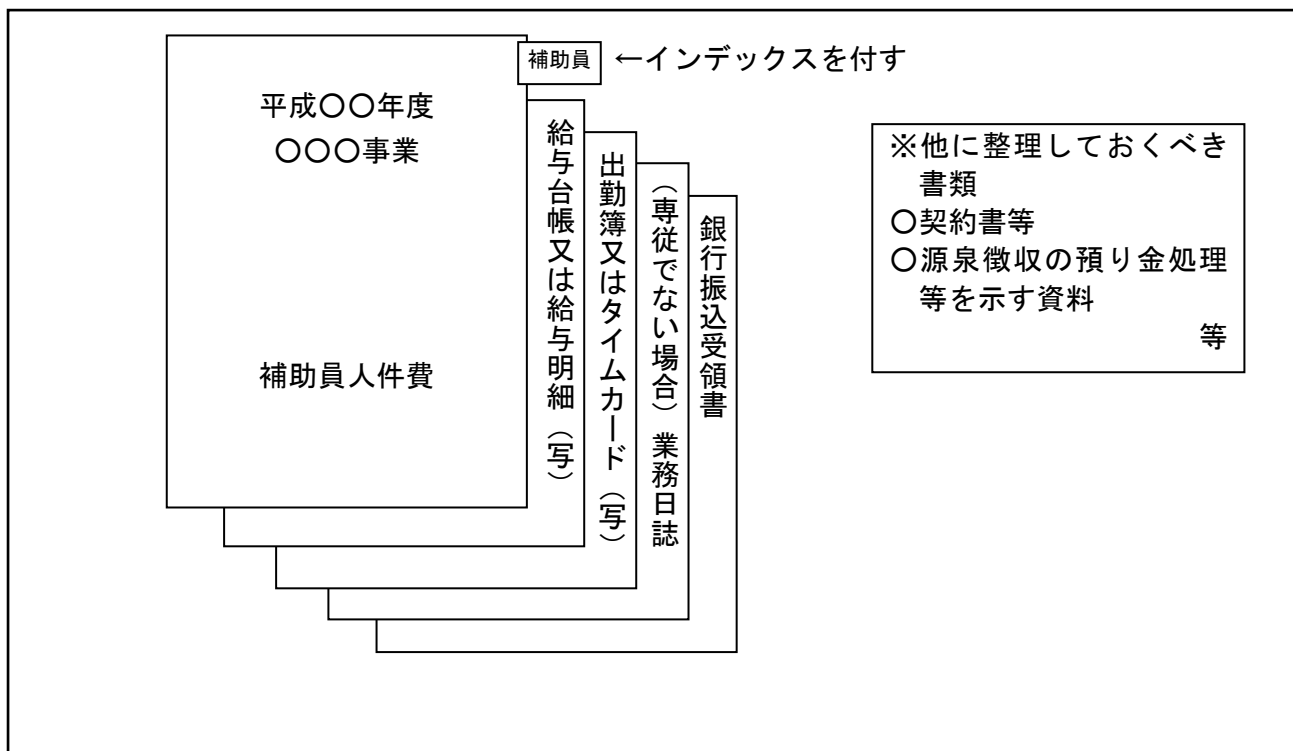 補助員
←インデックスを付す
平成〇〇年度
〇〇〇事業
補助員人件費
給与台帳又は給与明細（写）
出勤簿又はタイムカード（写）
（専従でない場合）業務日誌
銀行振込受領書
※他に整理しておくべき
書類
〇契約書等
〇源泉徴収の預り金処理
等を示す資料
等